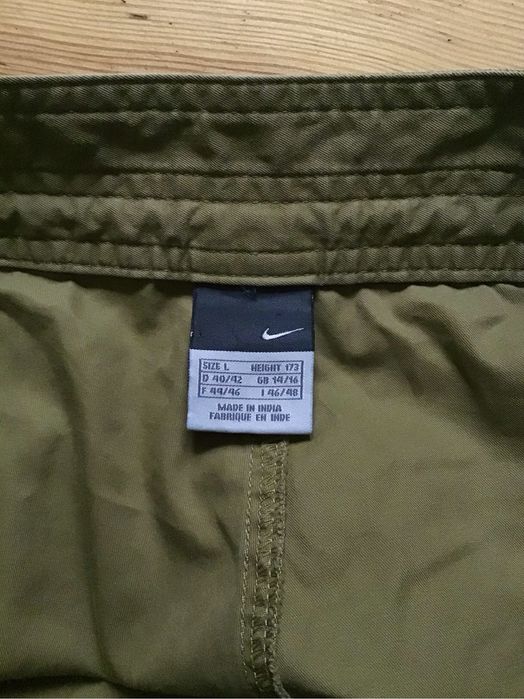 SIZE L HEIGHT 173
D 40/42 GB 14/16
F 44/46 I 46/48
MADE IN INDIA
FABRIQUE EN INDE